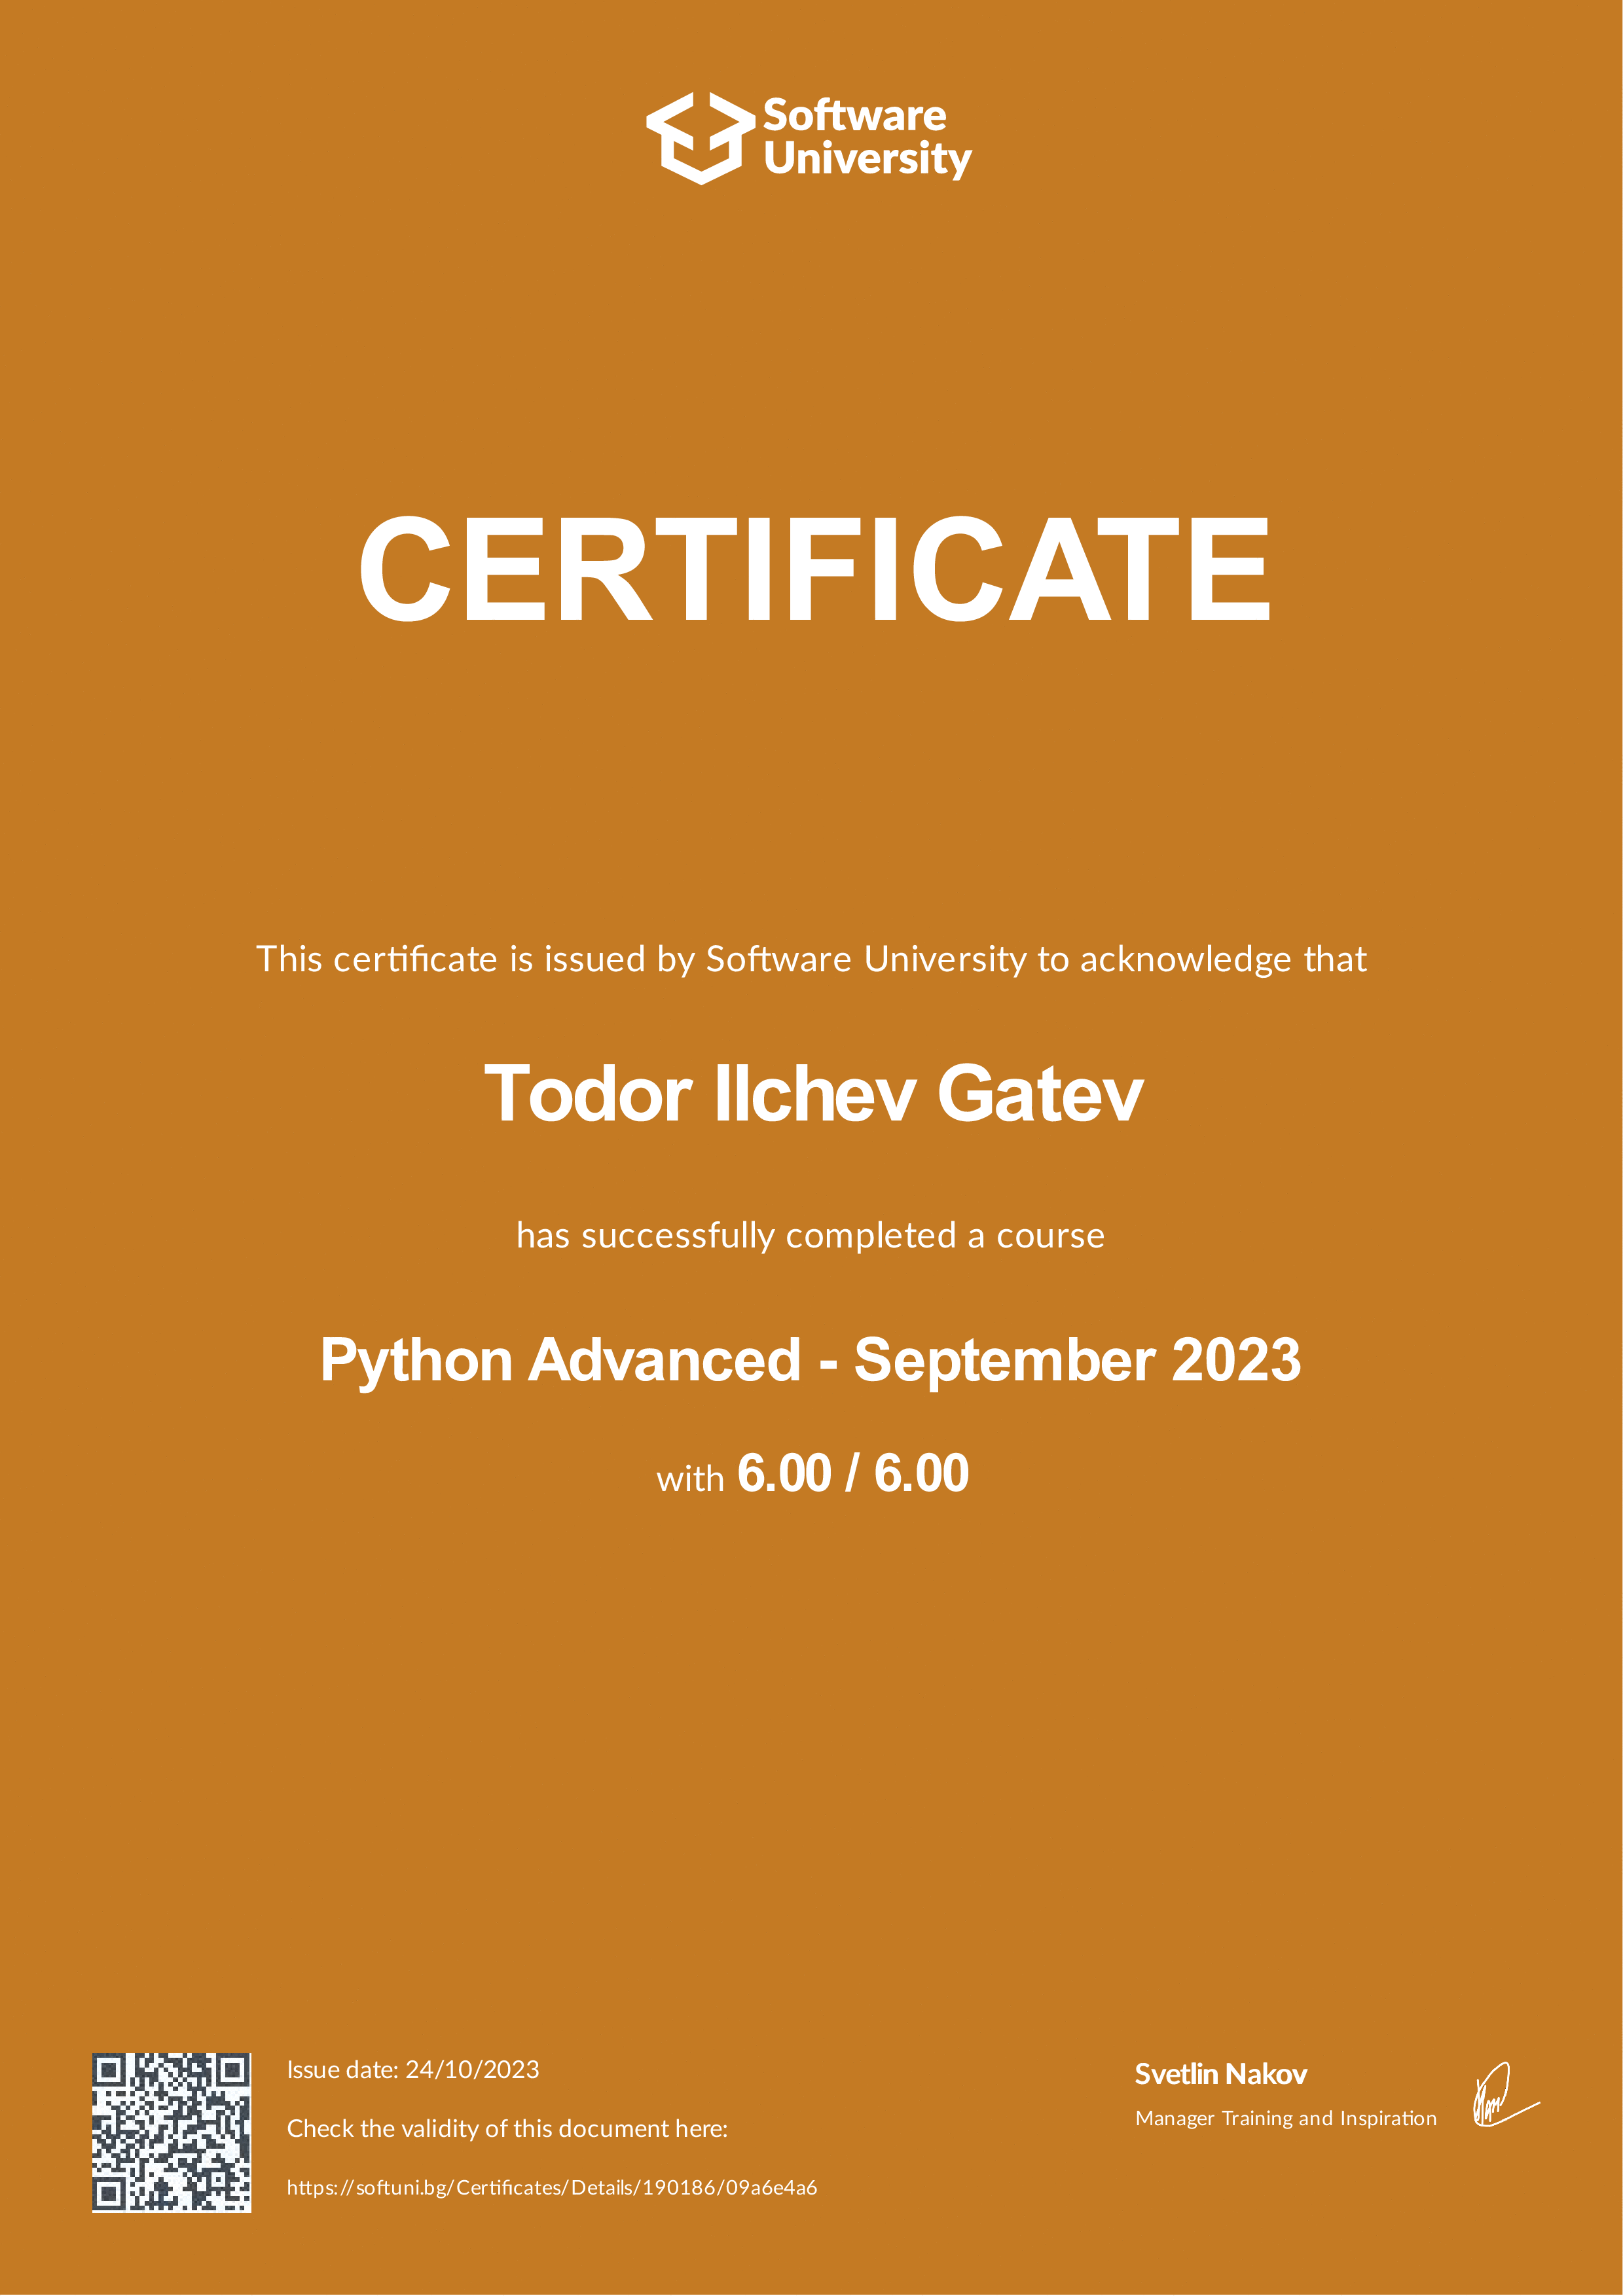 Software
University
CERTIFICATE
This certificate is issued by Software University to acknowledge that
Todor Ilchev Gatev
has successfully completed a course
Python Advanced - September 2023
with 6.00 / 6.00
Issue date: 24/10/2023
Check the validity of this document here:
https://softuni.bg/Certificates/Details/190186/09a6e4a6
Svetlin Nakov
Manager Training and Inspiration